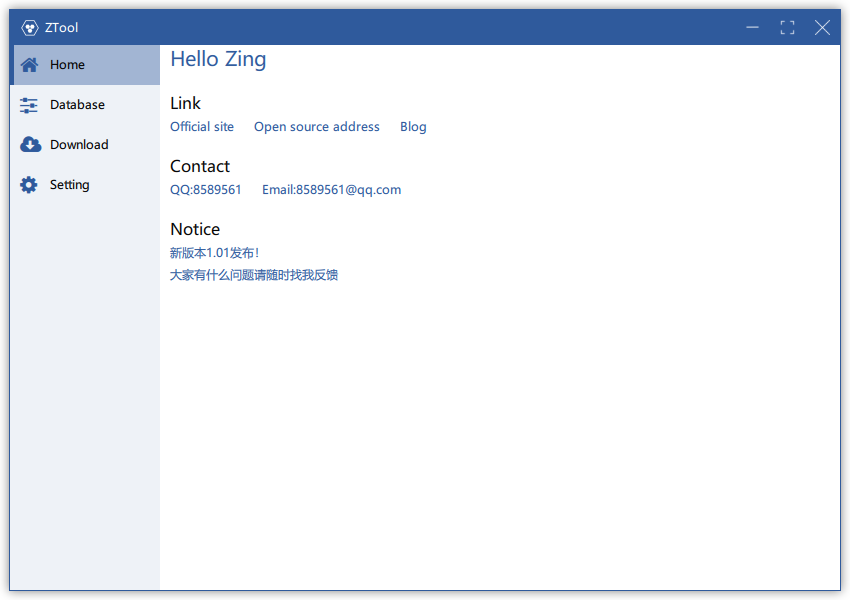 ZTool
Home
Database
Download
Setting
Hello Zing
Link
Official site Open source address Blog
Contact
QQ:8589561 Email:8589561@qq.com
Notice
新版本1.01发布！
大家有什么问题请随时找我反馈